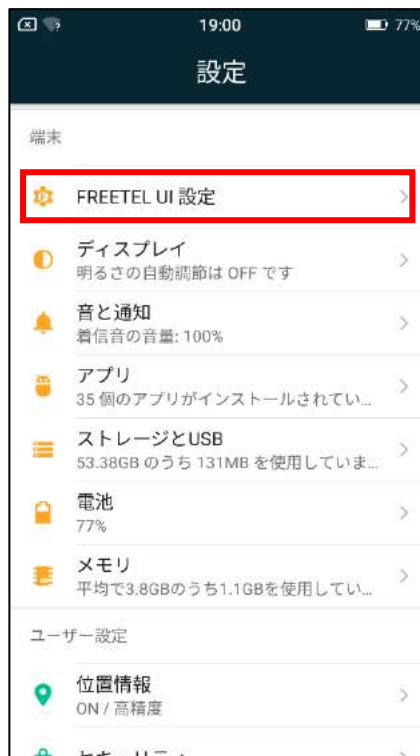 19:00
77%
設定
端末
FREETEL UI 設定
ディスプレイ
明るさの自動調節は OFF です
音と通知
着信音の音量: 100%
アプリ
35 個のアプリがインストールされてい...
ストレージとUSB
53.38GB のうち 131MB を使用していま...
電池
77%
メモリ
平均で3.8GBのうち1.1GBを使用してい...
ユーザー設定
位置情報
ON / 高精度